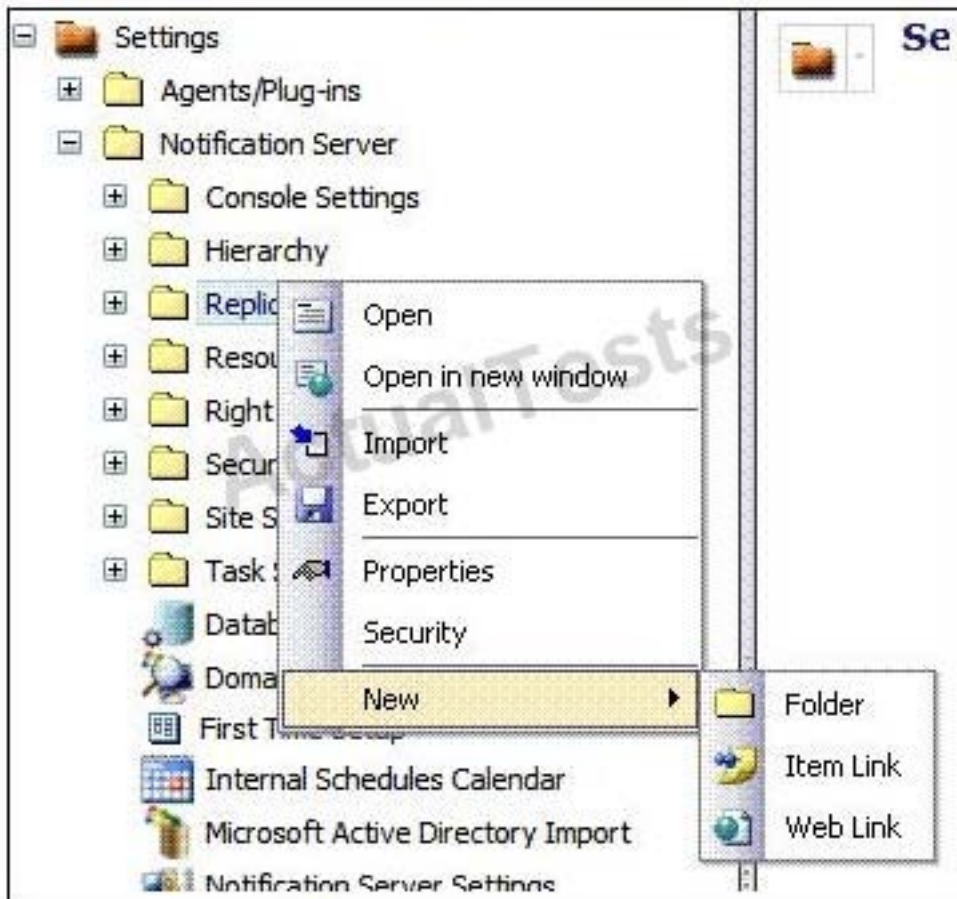 Settings
Se
Agents/Plug-ins
Notification Server
Console Settings
Hierarchy
Replic
Open
Resou
Open in new window
Right
Import
Secur
Export
Site S
Task
Properties
Datab
Security
Doma
New
Folder
First Time Setup
Item Link
Internal Schedules Calendar
Web Link
Microsoft Active Directory Import
Notification Server Settings
ActualTests